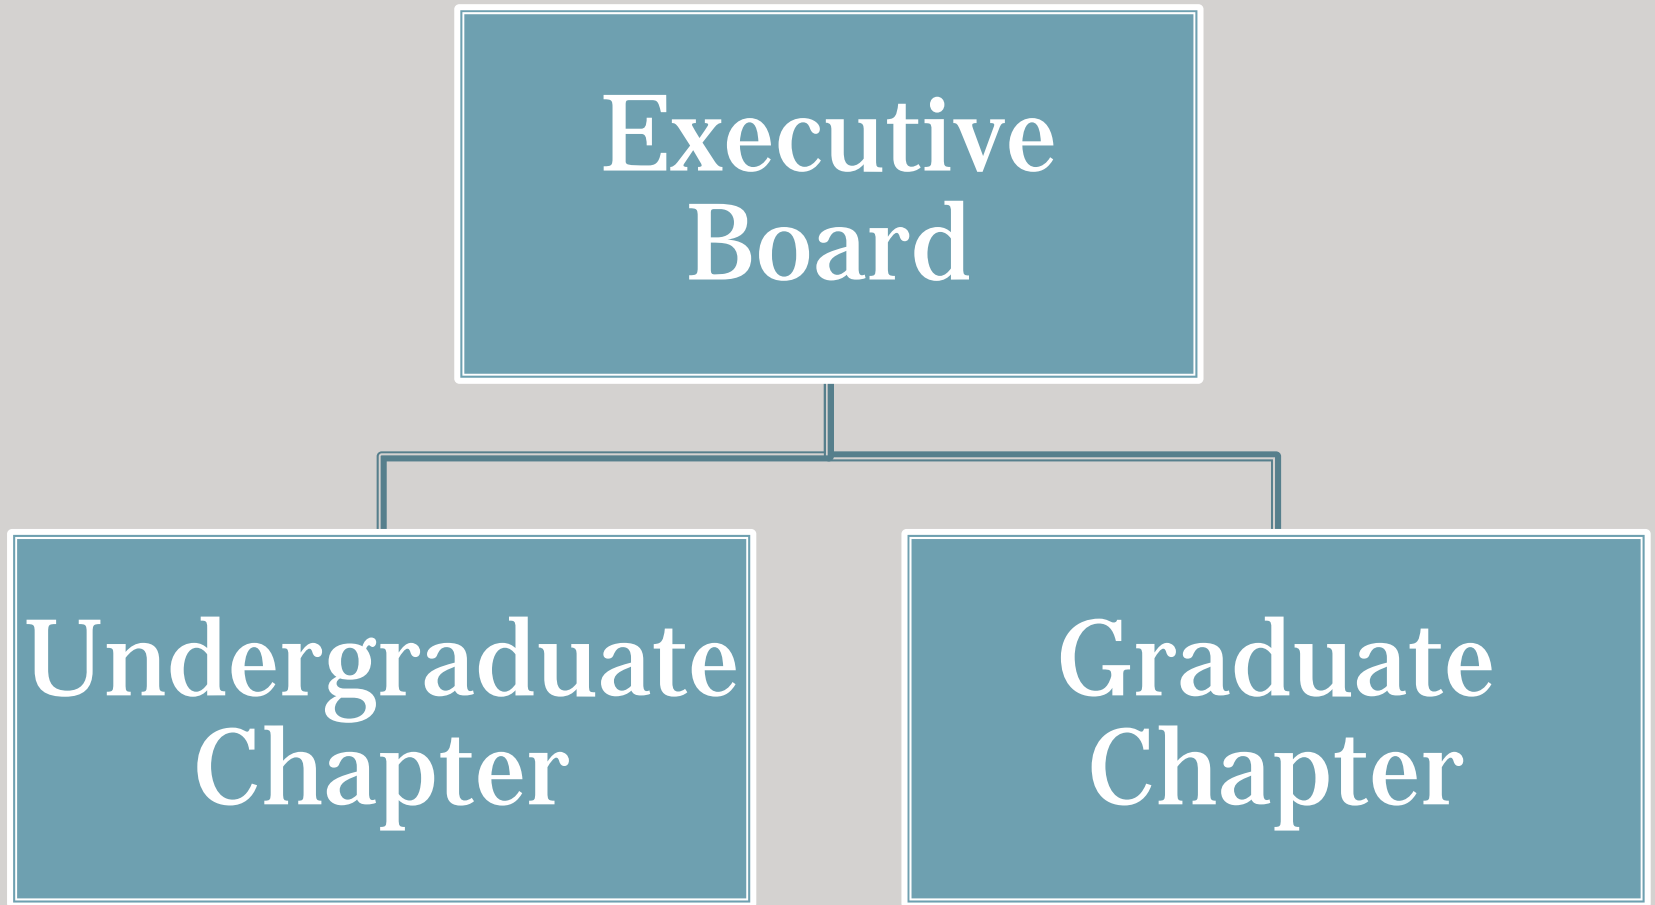 Executive
Board
Undergraduate
Chapter
Graduate
Chapter